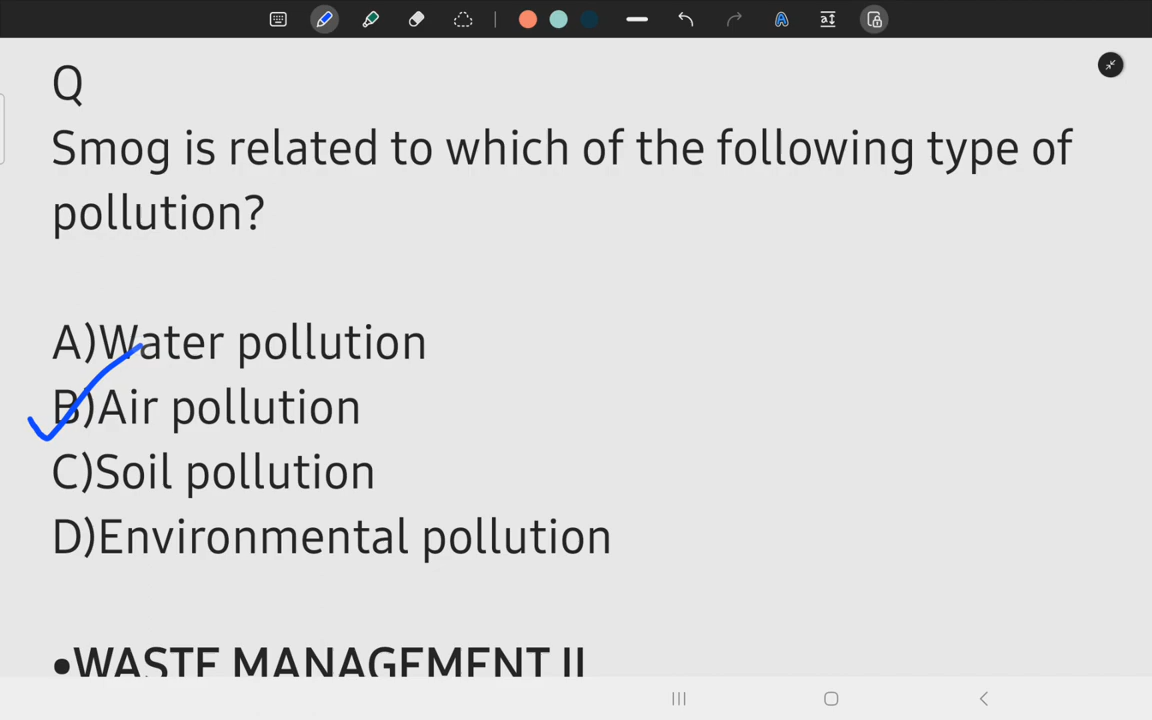 Q
Smog is related to which of the following type of
pollution?
A)Water pollution
B)Air pollution
C)Soil pollution
D)Environmental pollution
•WASTE MANAGEMENT II